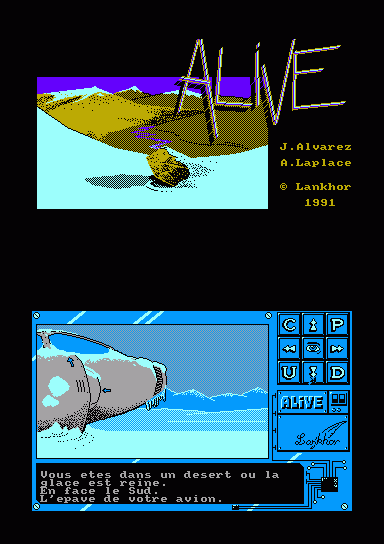 ALIVE
J.Alvarez
A.Laplace
© Lankhor
1991
C P
U D
ALIVE
Lankhor
Vous etes dans un desert ou la
glace est reine.
En face le Sud.
L'epave de votre avion.